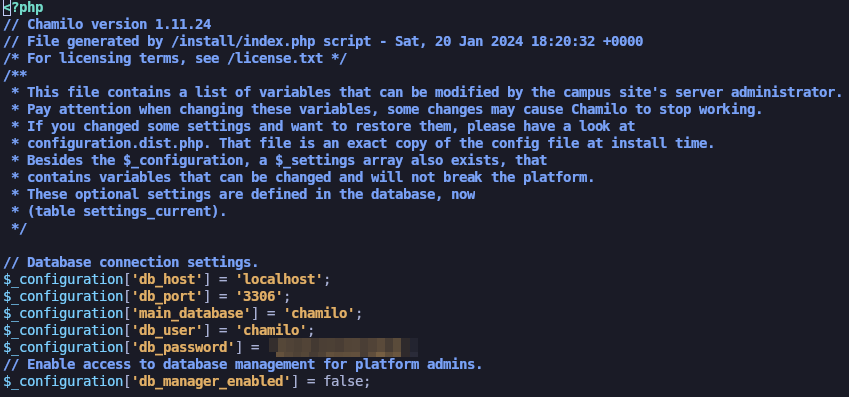 <?php
// Chamilo version 1.11.24
// File generated by /install/index.php script - Sat, 20 Jan 2024 18:20:32 +0000
/* For licensing terms, see /license.txt */
/**
 * This file contains a list of variables that can be modified by the campus site's server administrator.
 * Pay attention when changing these variables, some changes may cause Chamilo to stop working.
 * If you changed some settings and want to restore them, please have a look at
 * configuration.dist.php. That file is an exact copy of the config file at install time.
 * Besides the $_configuration, a $_settings array also exists, that
 * contains variables that can be changed and will not break the platform.
 * These optional settings are defined in the database, now
 * (table settings_current).
 */

// Database connection settings.
$_configuration['db_host'] = 'localhost';
$_configuration['db_port'] = '3306';
$_configuration['main_database'] = 'chamilo';
$_configuration['db_user'] = 'chamilo';
$_configuration['db_password'] =
// Enable access to database management for platform admins.
$_configuration['db_manager_enabled'] = false;